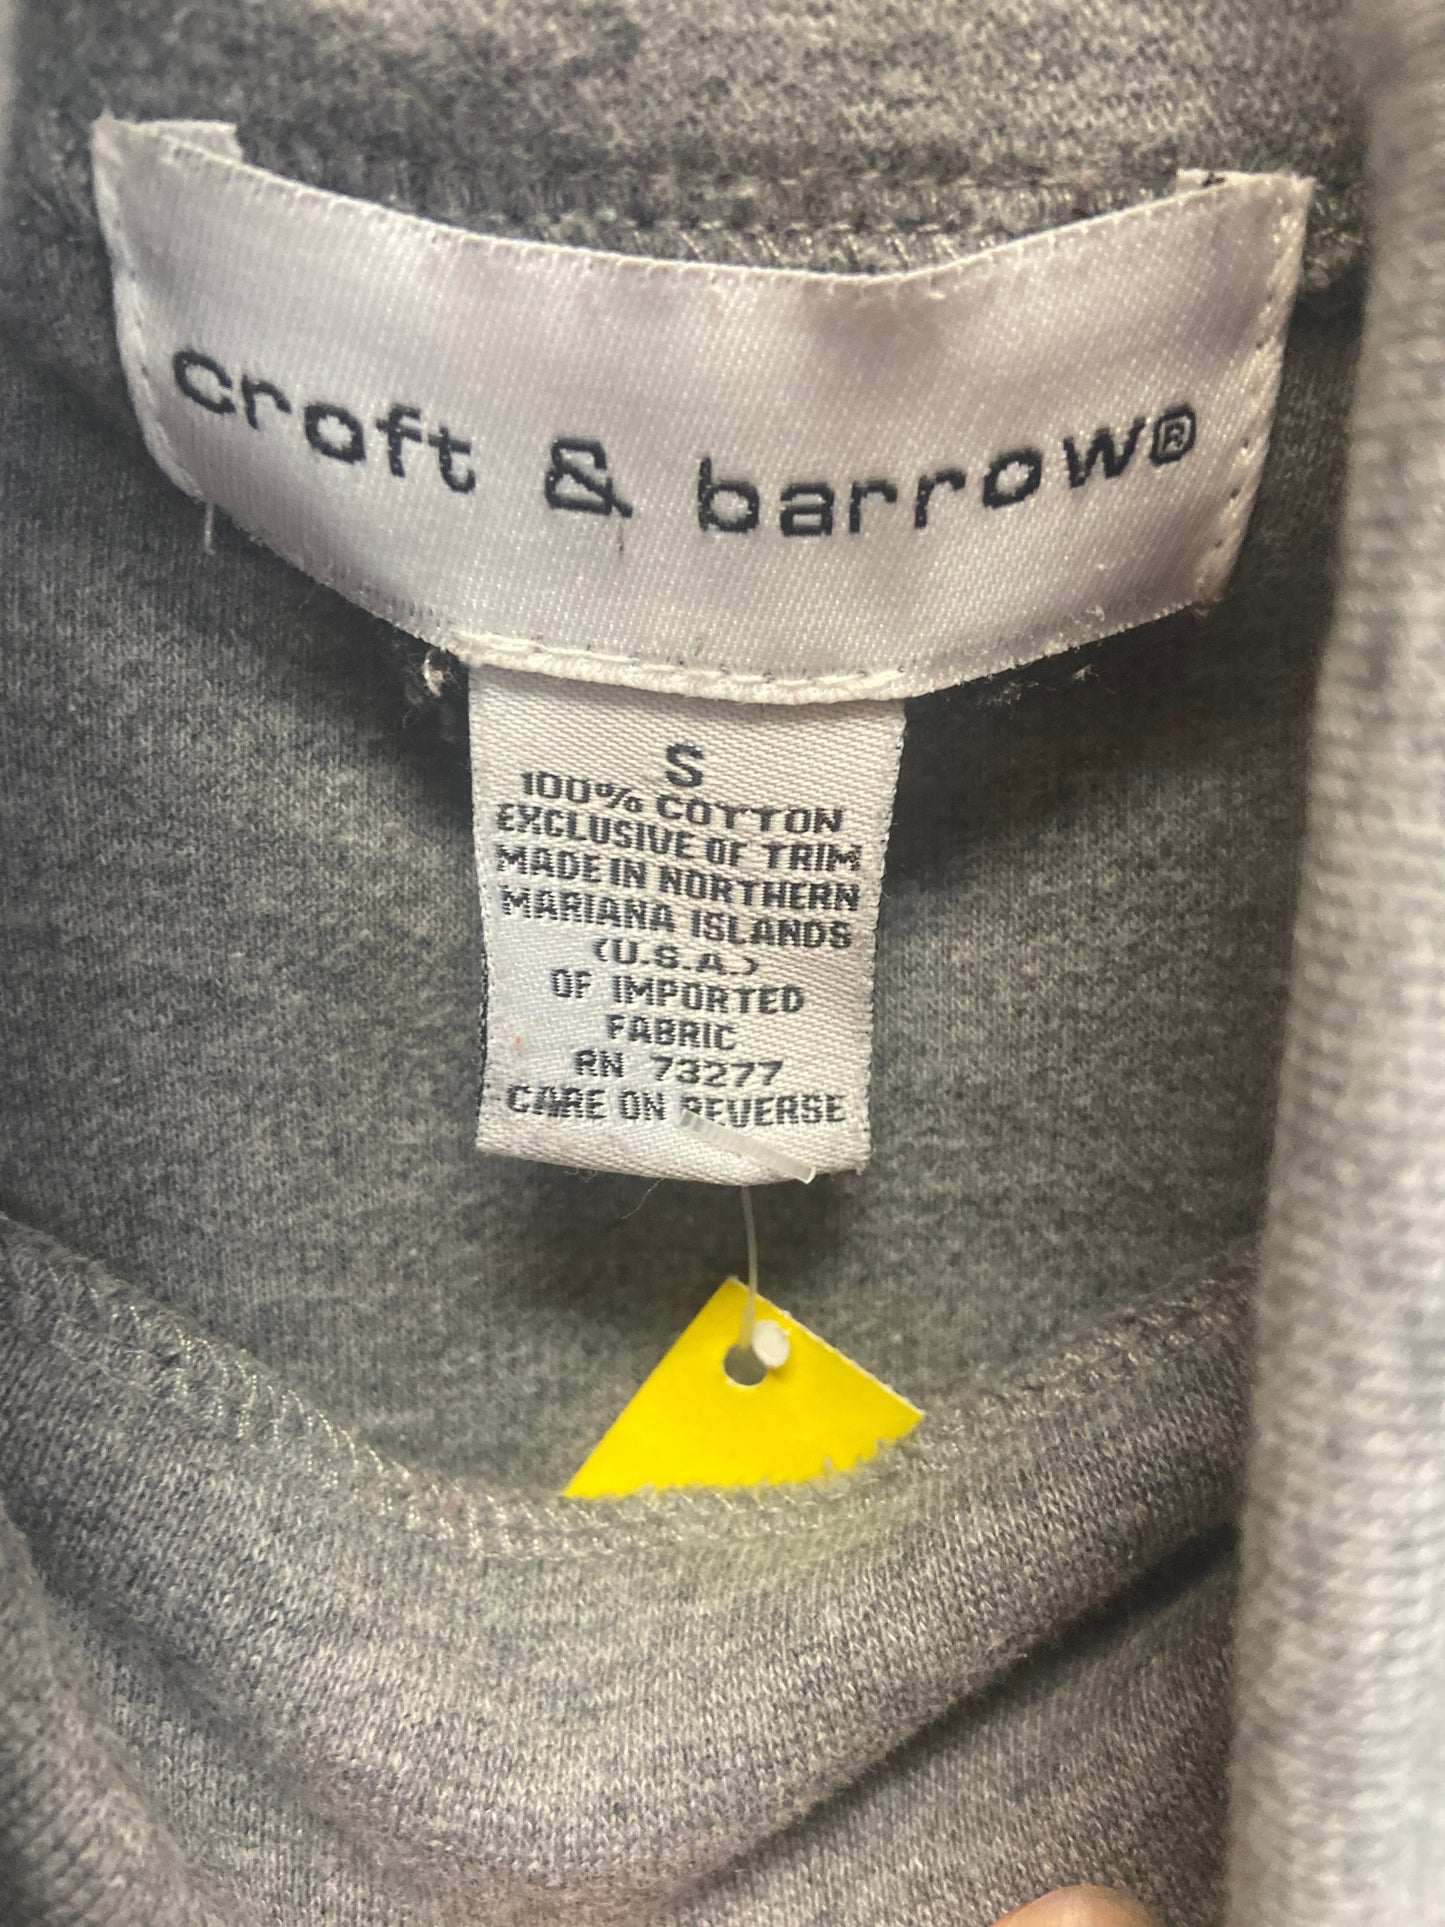 croft & barrow®
S
100% COTTON
EXCLUSIVE OF TRIM
MADE IN NORTHERN
MARIANA ISLANDS
(U.S.A.)
OF IMPORTED
FABRIC
RN 73277
CARE ON REVERSE